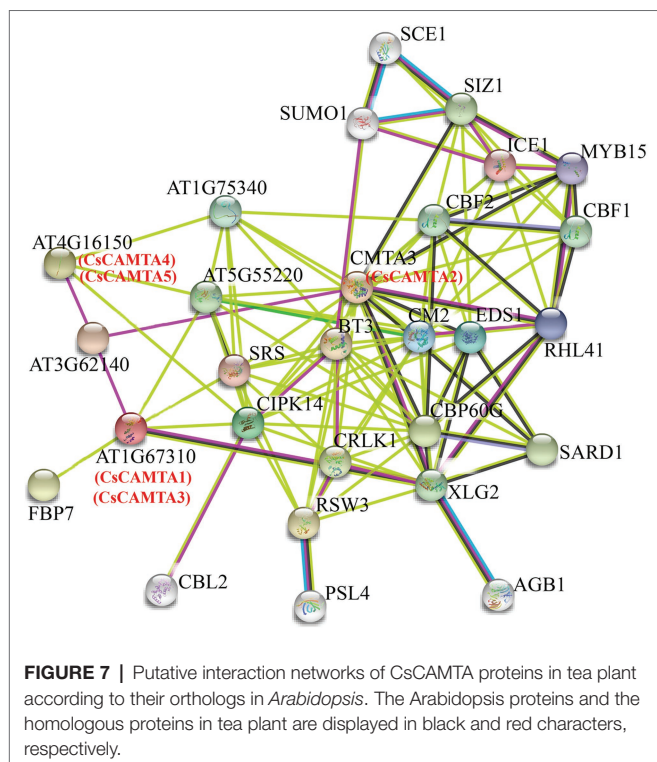 SCE1
SIZ1
SUMO1
ICE1
MYB15
AT1G75340
CBF2
CBF1
AT4G16150
(CsCAMTA4)
(CsCAMTA5)
CMTA3
(CsCAMTA2)
AT5G55220
BT3
CM2
EDS1
RHL41
AT3G62140
SRS
CIPK14
CBP60G
AT1G67310
(CsCAMTA1)
(CsCAMTA3)
CRLK1
SARD1
XLG2
FBP7
RSW3
CBL2
PSL4
AGB1
FIGURE 7 | Putative interaction networks of CsCAMTA proteins in tea plant
according to their orthologs in Arabidopsis. The Arabidopsis proteins and the
homologous proteins in tea plant are displayed in black and red characters,
respectively.